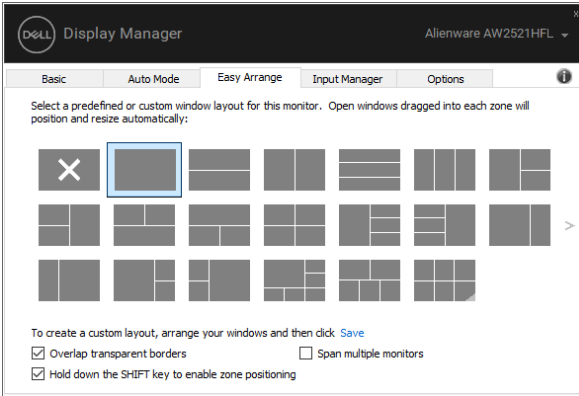 DELL Display Manager Alienware AW2521HFL
Basic Auto Mode Easy Arrange Input Manager Options
Select a predefined or custom window layout for this monitor. Open windows dragged into each zone will
position and resize automatically:
To create a custom layout, arrange your windows and then click Save
Overlap transparent borders Span multiple monitors
Hold down the SHIFT key to enable zone positioning